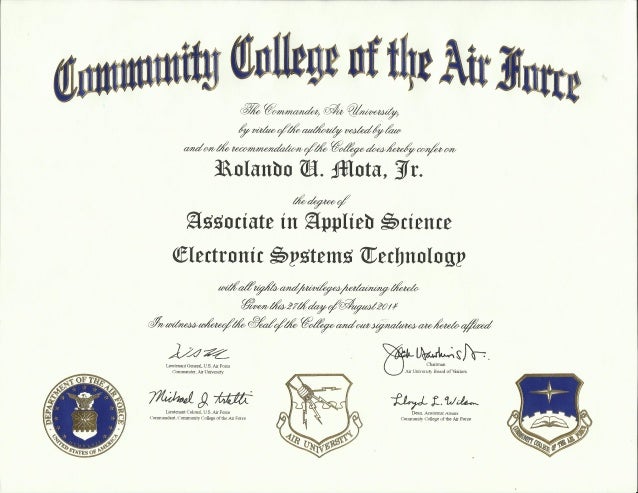 Community College of the Air Force
The Commander, Air University,
by virtue of the authority vested by law
and on the recommendation of the College does hereby confer on
Rolando U. Mota, Jr.
the degree of
Associate in Applied Science
Electronic Systems Technology
with all rights and privileges pertaining thereto
Given this 27th day of August 2014
In witness whereof the Seal of the College and our signatures are hereto affixed
Lieutenant General, U.S. Air Force
Commander, Air University
Chairman
Air University Board of Visitors
Lieutenant Colonel, U.S. Air Force
Commandant, Community College of the Air Force
Lloyd E. Wilson
Dean, Academic Affairs
Community College of the Air Force
DEPARTMENT OF THE AIR FORCE
UNITED STATES OF AMERICA
AIR UNIVERSITY
COMMUNITY COLLEGE OF THE AIR FORCE